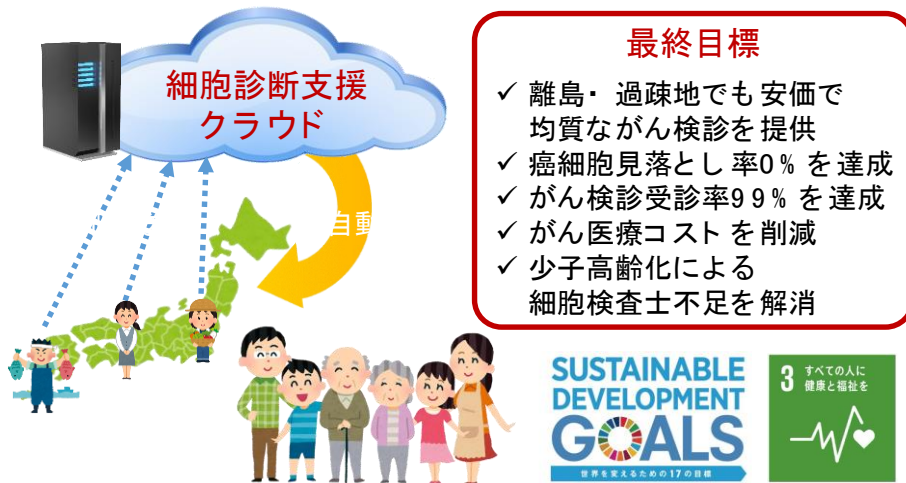 細胞診断支援
クラウド
自動
最終目標
✓ 離島・過疎地でも安価で
均質ながん検診を提供
✓ 癌細胞見落とし率0%を達成
✓ がん検診受診率99%を達成
✓ がん医療コストを削減
✓ 少子高齢化による
細胞検査士不足を解消
SUSTAINABLE
DEVELOPMENT
GOALS
世界を変えるための17の目標
3 すべての人に
健康と福祉を